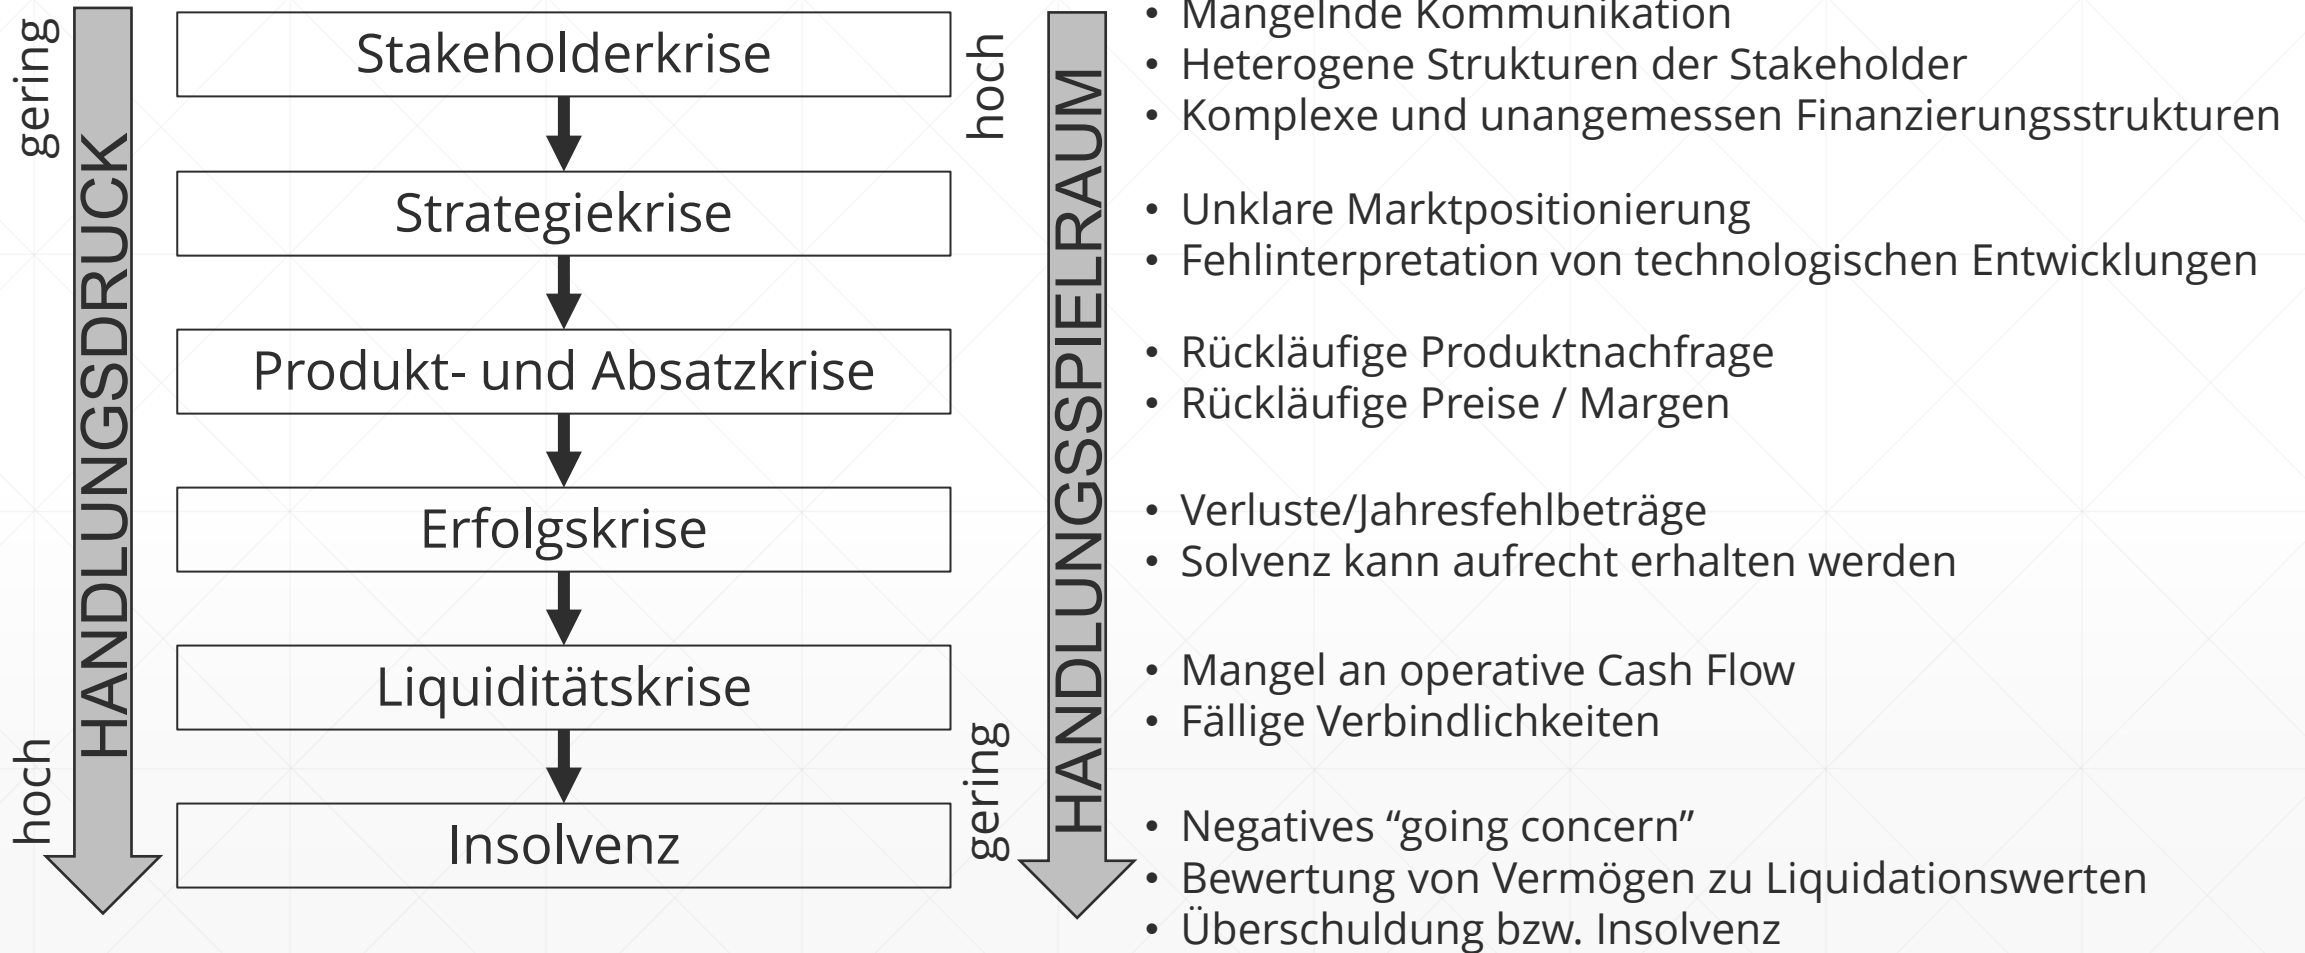 gering
HANDLUNGSDRUCK
hoch
Stakeholderkrise
Strategiekrise
Produkt- und Absatzkrise
Erfolgskrise
Liquiditätskrise
Insolvenz
hoch
HANDLUNGSSPIELRAUM
gering
• Mangelnde Kommunikation
• Heterogene Strukturen der Stakeholder
• Komplexe und unangemessen Finanzierungsstrukturen
• Unklare Marktpositionierung
• Fehlinterpretation von technologischen Entwicklungen
• Rückläufige Produktnachfrage
• Rückläufige Preise / Margen
• Verluste/Jahresfehlbeträge
• Solvenz kann aufrecht erhalten werden
• Mangel an operative Cash Flow
• Fällige Verbindlichkeiten
• Negatives “going concern”
• Bewertung von Vermögen zu Liquidationswerten
• Überschuldung bzw. Insolvenz